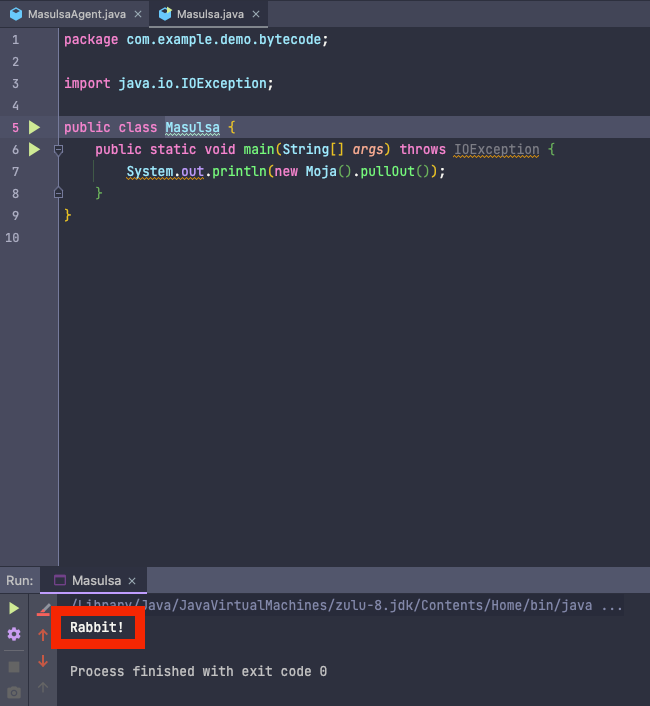 MasulsaAgent.java × Masulsa.java ×
1 package com.example.demo.bytecode;
2
3 import java.io.IOException;
4
5 public class Masulsa {
6 public static void main(String[] args) throws IOException {
7 System.out.println(new Moja().pullOut());
8 }
9 }
10
Run: Masulsa ×
/Library/Java/JavaVirtualMachines/zulu-8.jdk/Contents/Home/bin/java ...
Rabbit!
Process finished with exit code 0